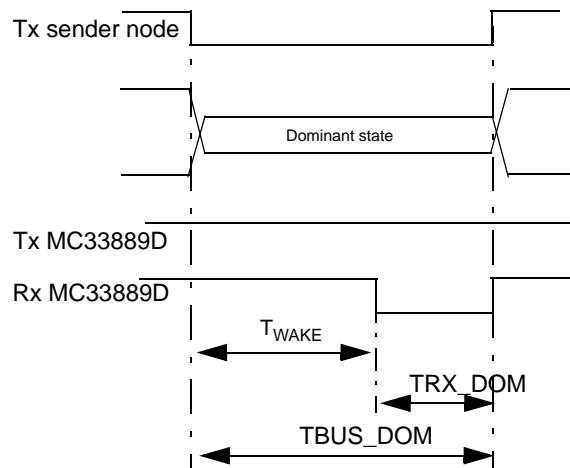 Tx sender node
Dominant state
Tx MC33889D
Rx MC33889D
TWAKE
TRX_DOM
TBUS_DOM